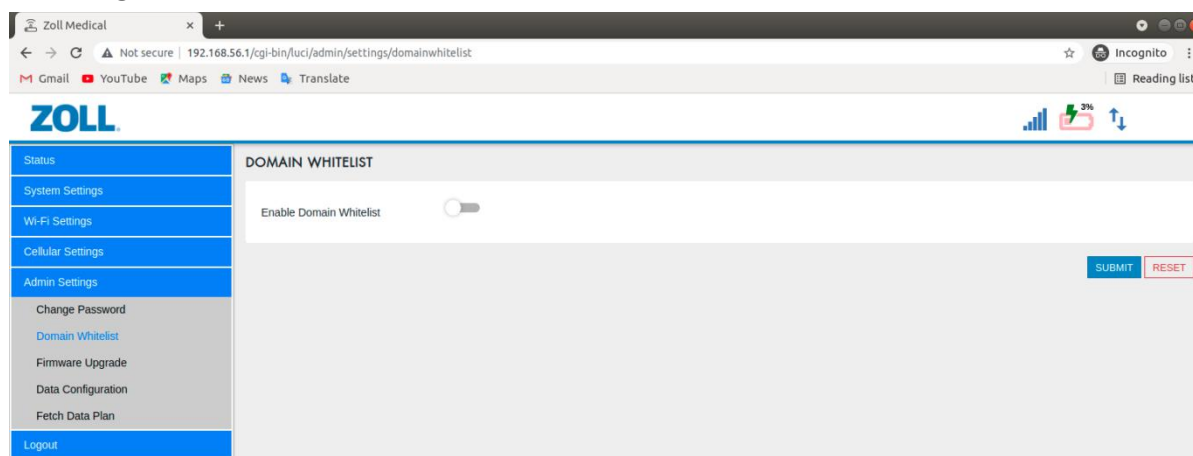 Zoll Medical
Not secure | 192.168.56.1/cgi-bin/luci/admin/settings/domainwhitelist
Incognito
Gmail YouTube Maps News Translate
Reading list
ZOLL
3%
Status
DOMAIN WHITELIST
System Settings
Enable Domain Whitelist
Wi-Fi Settings
Cellular Settings
SUBMIT RESET
Admin Settings
Change Password
Domain Whitelist
Firmware Upgrade
Data Configuration
Fetch Data Plan
Logout